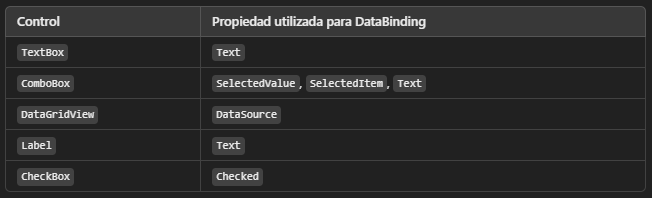 Control Propiedad utilizada para DataBinding
TextBox Text
ComboBox SelectedValue, SelectedItem, Text
DataGridView DataSource
Label Text
CheckBox Checked